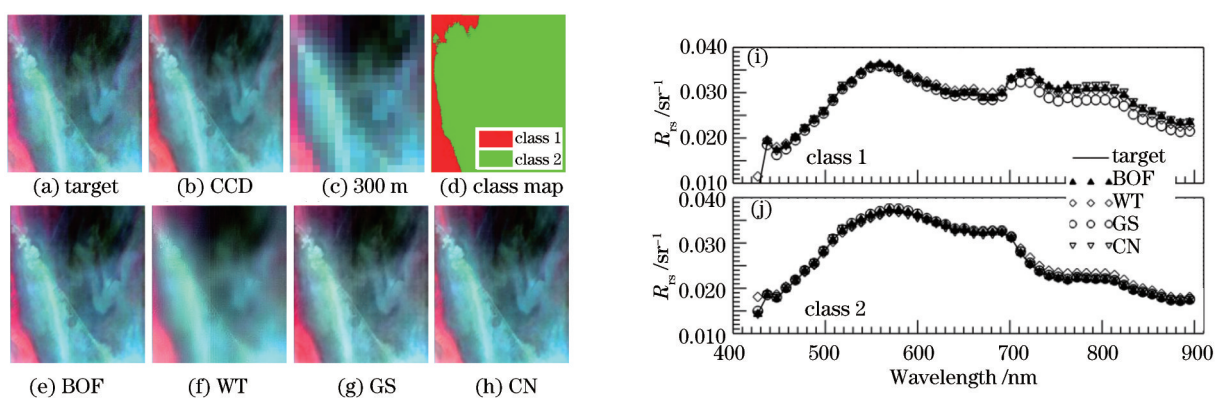 class 1
class 2
(a) target
(b) CCD
(c) 300 m
(d) class map
(e) BOF
(f) WT
(g) GS
(h) CN
(i)
0.040
0.030
0.020
0.010
R_rs /sr⁻¹
class 1
target
BOF
WT
GS
CN
(j)
0.040
0.030
0.020
0.010
R_rs /sr⁻¹
class 2
400 500 600 700 800 900
Wavelength /nm